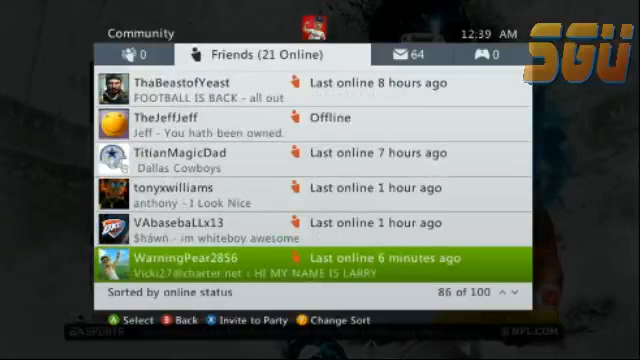 Community
12:39 AM
SGU
0
Friends (21 Online)
64
0
ThaBeastofYeast
Last online 8 hours ago
FOOTBALL IS BACK - all out
TheJeffJeff
Offline
Jeff - You hath been owned.
TitianMagicDad
Last online 7 hours ago
Dallas Cowboys
tonyxwilliams
Last online 1 hour ago
anthony - I Look Nice
VAbasebaLLx13
Last online 1 hour ago
$håwn - im whiteboy awesome
WarningPear2856
Last online 6 minutes ago
Vicki27@charter.net - HI MY NAME IS LARRY
Sorted by online status
86 of 100
A Select B Back X Invite to Party Y Change Sort
EA SPORTS
NFL.COM